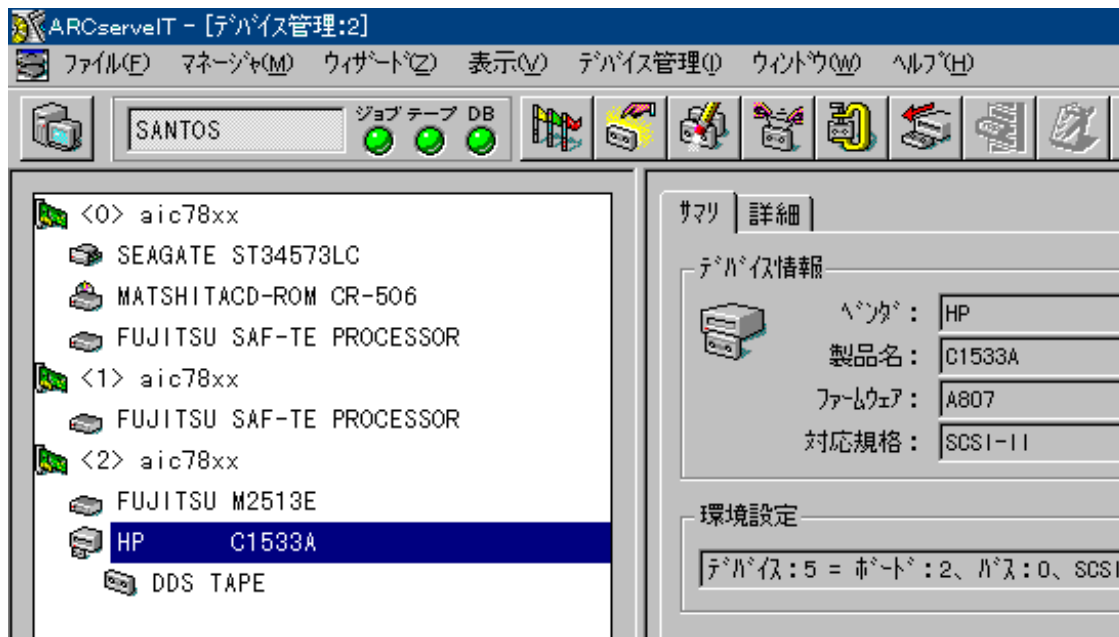 ARCserveIT - [ﾃﾞﾊﾞｲｽ管理:2]
ﾌｧｲﾙ(F) ﾏﾈｰｼﾞｬ(M) ｳｨｻﾞｰﾄﾞ(Z) 表示(V) ﾃﾞﾊﾞｲｽ管理(I) ｳｨﾝﾄﾞｳ(W) ﾍﾙﾌﾟ(H)
SANTOS ジョブ テープ DB
<0> aic78xx
SEAGATE ST34573LC
MATSHITACD-ROM CR-506
FUJITSU SAF-TE PROCESSOR
<1> aic78xx
FUJITSU SAF-TE PROCESSOR
<2> aic78xx
FUJITSU M2513E
HP C1533A
DDS TAPE
ｻﾏﾘ 詳細
ﾃﾞﾊﾞｲｽ情報
ﾍﾞﾝﾀﾞ: HP
製品名: C1533A
ﾌｧｰﾑｳｪｱ: A807
対応規格: SCSI-II
環境設定
ﾃﾞﾊﾞｲｽ:5 = ﾎﾞｰﾄﾞ:2、ﾊﾞｽ:0、SCSI